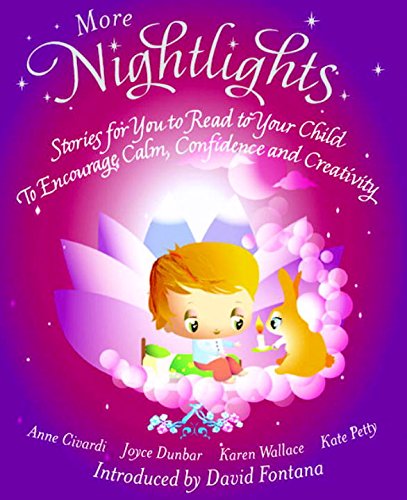 More
Nightlights
Stories for You to Read to Your Child
To Encourage Calm, Confidence and Creativity
Anne Civardi Joyce Dunbar Karen Wallace Kate Petty
Introduced by David Fontana